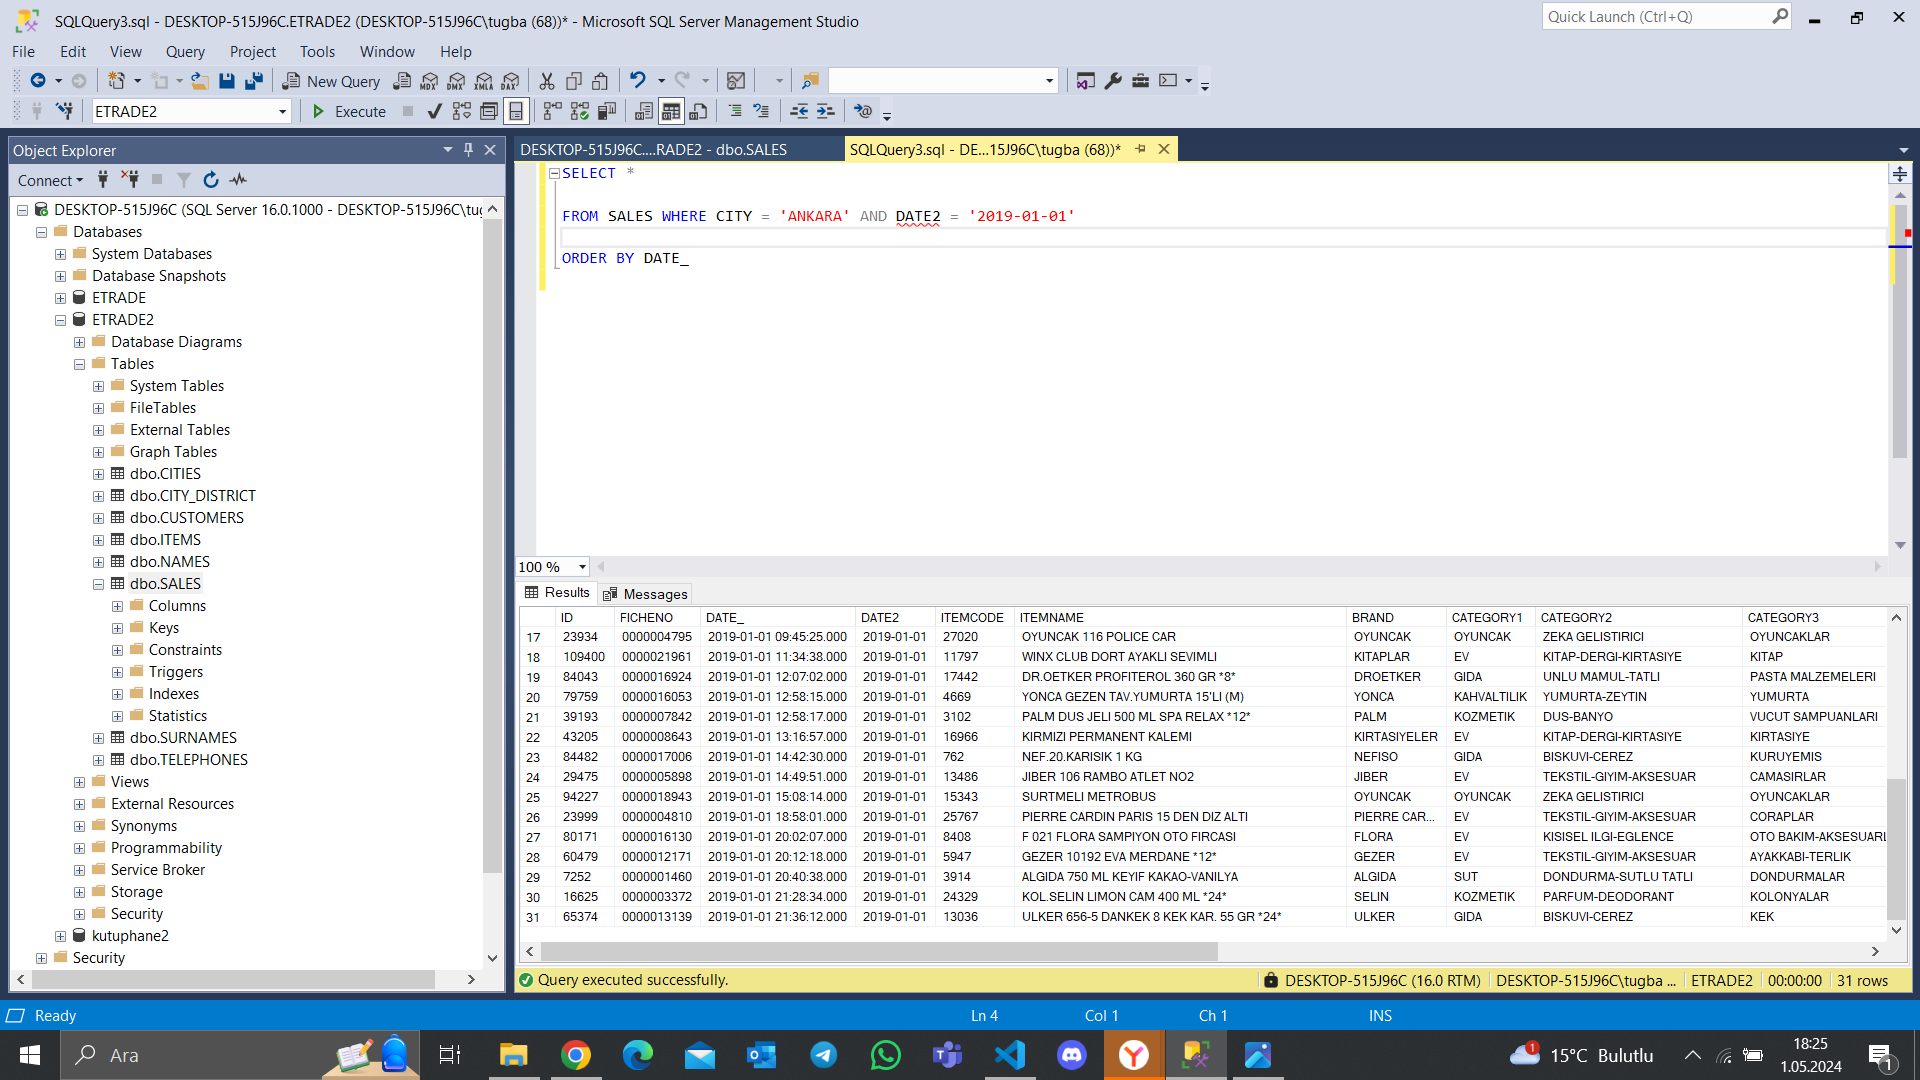 SQLQuery3.sql - DESKTOP-515J96C.ETRADE2 (DESKTOP-515J96C\tugba (68))* - Microsoft SQL Server Management Studio
Quick Launch (Ctrl+Q)
File Edit View Query Project Tools Window Help
New Query
MDX DMX XMLA DAX
ETRADE2
Execute
Object Explorer
Connect
DESKTOP-515J96C (SQL Server 16.0.1000 - DESKTOP-515J96C\tug
Databases
System Databases
Database Snapshots
ETRADE
ETRADE2
Database Diagrams
Tables
System Tables
FileTables
External Tables
Graph Tables
dbo.CITIES
dbo.CITY_DISTRICT
dbo.CUSTOMERS
dbo.ITEMS
dbo.NAMES
dbo.SALES
Columns
Keys
Constraints
Triggers
Indexes
Statistics
dbo.SURNAMES
dbo.TELEPHONES
Views
External Resources
Synonyms
Programmability
Service Broker
Storage
Security
kutuphane2
Security
DESKTOP-515J96C....RADE2 - dbo.SALES
SQLQuery3.sql - DE...15J96C\tugba (68))*
SELECT *
FROM SALES WHERE CITY = 'ANKARA' AND DATE2 = '2019-01-01'
ORDER BY DATE_
100 %
Results Messages
ID FICHENO DATE_ DATE2 ITEMCODE ITEMNAME BRAND CATEGORY1 CATEGORY2 CATEGORY3
17 23934 0000004795 2019-01-01 09:45:25.000 2019-01-01 27020 OYUNCAK 116 POLICE CAR OYUNCAK OYUNCAK ZEKA GELISTIRICI OYUNCAKLAR
18 109400 0000021961 2019-01-01 11:34:38.000 2019-01-01 11797 WINX CLUB DORT AYAKLI SEVIMLI KITAPLAR EV KITAP-DERGI-KIRTASIYE KITAP
19 84043 0000016924 2019-01-01 12:07:02.000 2019-01-01 17442 DR.OETKER PROFITEROL 360 GR *8* DROETKER GIDA UNLU MAMUL-TATLI PASTA MALZEMELERI
20 79759 0000016053 2019-01-01 12:58:15.000 2019-01-01 4669 YONCA GEZEN TAV.YUMURTA 15'LI (M) YONCA KAHVALTILIK YUMURTA-ZEYTIN YUMURTA
21 39193 0000007842 2019-01-01 12:58:17.000 2019-01-01 3102 PALM DUS JELI 500 ML SPA RELAX *12* PALM KOZMETIK DUS-BANYO VUCUT SAMPUANLARI
22 43205 0000008643 2019-01-01 13:16:57.000 2019-01-01 16966 KIRMIZI PERMANENT KALEMI KIRTASIYELER EV KITAP-DERGI-KIRTASIYE KIRTASIYE
23 84482 0000017006 2019-01-01 14:42:30.000 2019-01-01 762 NEF.20.KARISIK 1 KG NEFISO GIDA BISKUVI-CEREZ KURUYEMIS
24 29475 0000005898 2019-01-01 14:49:51.000 2019-01-01 13486 JIBER 106 RAMBO ATLET NO2 JIBER EV TEKSTIL-GIYIM-AKSESUAR CAMASIRLAR
25 94227 0000018943 2019-01-01 15:08:14.000 2019-01-01 15343 SURTMELI METROBUS OYUNCAK OYUNCAK ZEKA GELISTIRICI OYUNCAKLAR
26 23999 0000004810 2019-01-01 18:58:01.000 2019-01-01 25767 PIERRE CARDIN PARIS 15 DEN DIZ ALTI PIERRE CAR... EV TEKSTIL-GIYIM-AKSESUAR CORAPLAR
27 80171 0000016130 2019-01-01 20:02:07.000 2019-01-01 8408 F 021 FLORA SAMPIYON OTO FIRCASI FLORA EV KISISEL ILGI-EGLENCE OTO BAKIM-AKSESUARL
28 60479 0000012171 2019-01-01 20:12:18.000 2019-01-01 5947 GEZER 10192 EVA MERDANE *12* GEZER EV TEKSTIL-GIYIM-AKSESUAR AYAKKABI-TERLIK
29 7252 0000001460 2019-01-01 20:40:38.000 2019-01-01 3914 ALGIDA 750 ML KEYIF KAKAO-VANILYA ALGIDA SUT DONDURMA-SUTLU TATLI DONDURMALAR
30 16625 0000003372 2019-01-01 21:28:34.000 2019-01-01 24329 KOL.SELIN LIMON CAM 400 ML *24* SELIN KOZMETIK PARFUM-DEODORANT KOLONYALAR
31 65374 0000013139 2019-01-01 21:36:12.000 2019-01-01 13036 ULKER 656-5 DANKEK 8 KEK KAR. 55 GR *24* ULKER GIDA BISKUVI-CEREZ KEK
Query executed successfully.
DESKTOP-515J96C (16.0 RTM) DESKTOP-515J96C\tugba ... ETRADE2 00:00:00 31 rows
Ready Ln 4 Col 1 Ch 1 INS
Ara
1 15°C Bulutlu
18:25
1.05.2024
1